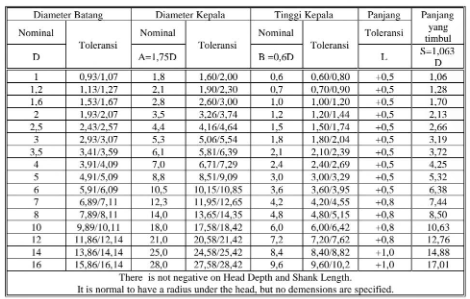 Diameter Batang Diameter Kepala Tinggi Kepala Panjang Panjang yang timbul
Nominal Toleransi Nominal Toleransi Nominal Toleransi Toleransi
D A=1,75D B =0,6D L S=1,063 D
1 0,93/1,07 1,8 1,60/2,00 0,6 0,60/0,80 +0,5 1,06
1,2 1,13/1,27 2,1 1,90/2,30 0,7 0,70/0,90 +0,5 1,28
1,6 1,53/1,67 2,8 2,60/3,00 1,0 1,00/1,20 +0,5 1,70
2 1,93/2,07 3,5 3,26/3,74 1,2 1,20/1,44 +0,5 2,13
2,5 2,43/2,57 4,4 4,16/4,64 1,5 1,50/1,74 +0,5 2,66
3 2,93/3,07 5,3 5,06/5,54 1,8 1,80/2,04 +0,5 3,19
3,5 3,41/3,59 6,1 5,81/6,39 2,1 2,10/2,39 +0,5 3,72
4 3,91/4,09 7,0 6,71/7,29 2,4 2,40/2,69 +0,5 4,25
5 4,91/5,09 8,8 8,51/9,09 3,0 3,00/3,29 +0,5 5,32
6 5,91/6,09 10,5 10,15/10,85 3,6 3,60/3,95 +0,5 6,38
7 6,89/7,11 12,3 11,95/12,65 4,2 4,20/4,55 +0,8 7,44
8 7,89/8,11 14,0 13,65/14,35 4,8 4,80/5,15 +0,8 8,50
10 9,89/10,11 18,0 17,58/18,42 6,0 6,00/6,42 +0,8 10,63
12 11,86/12,14 21,0 20,58/21,42 7,2 7,20/7,62 +0,8 12,76
14 13,86/14,14 25,0 24,58/25,42 8,4 8,40/8,82 +1,0 14,88
16 15,86/16,14 28,0 27,58/28,42 9,6 9,60/10,2 +1,0 17,01
There is not negative on Head Depth and Shank Length.
It is normal to have a radius under the head, but no demensions are specified.